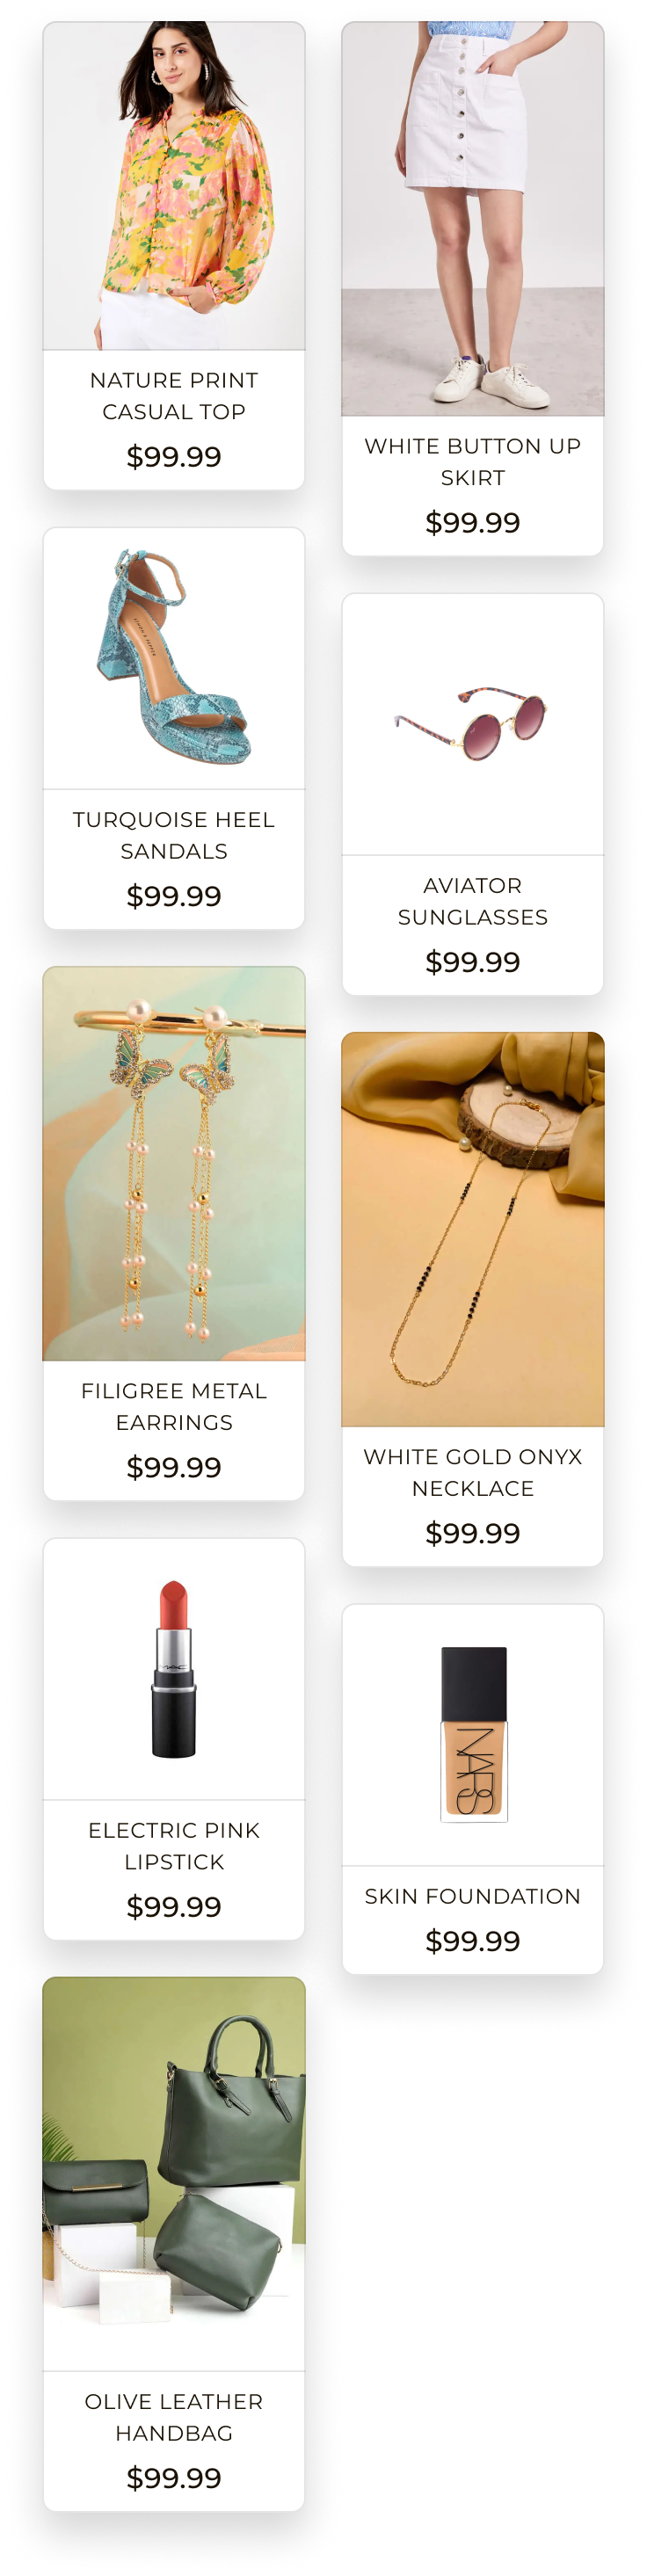 NATURE PRINT
CASUAL TOP
$99.99
WHITE BUTTON UP
SKIRT
$99.99
TURQUOISE HEEL
SANDALS
$99.99
AVIATOR
SUNGLASSES
$99.99
FILIGREE METAL
EARRINGS
$99.99
WHITE GOLD ONYX
NECKLACE
$99.99
MAC
ELECTRIC PINK
LIPSTICK
$99.99
NARS
SKIN FOUNDATION
$99.99
OLIVE LEATHER
HANDBAG
$99.99